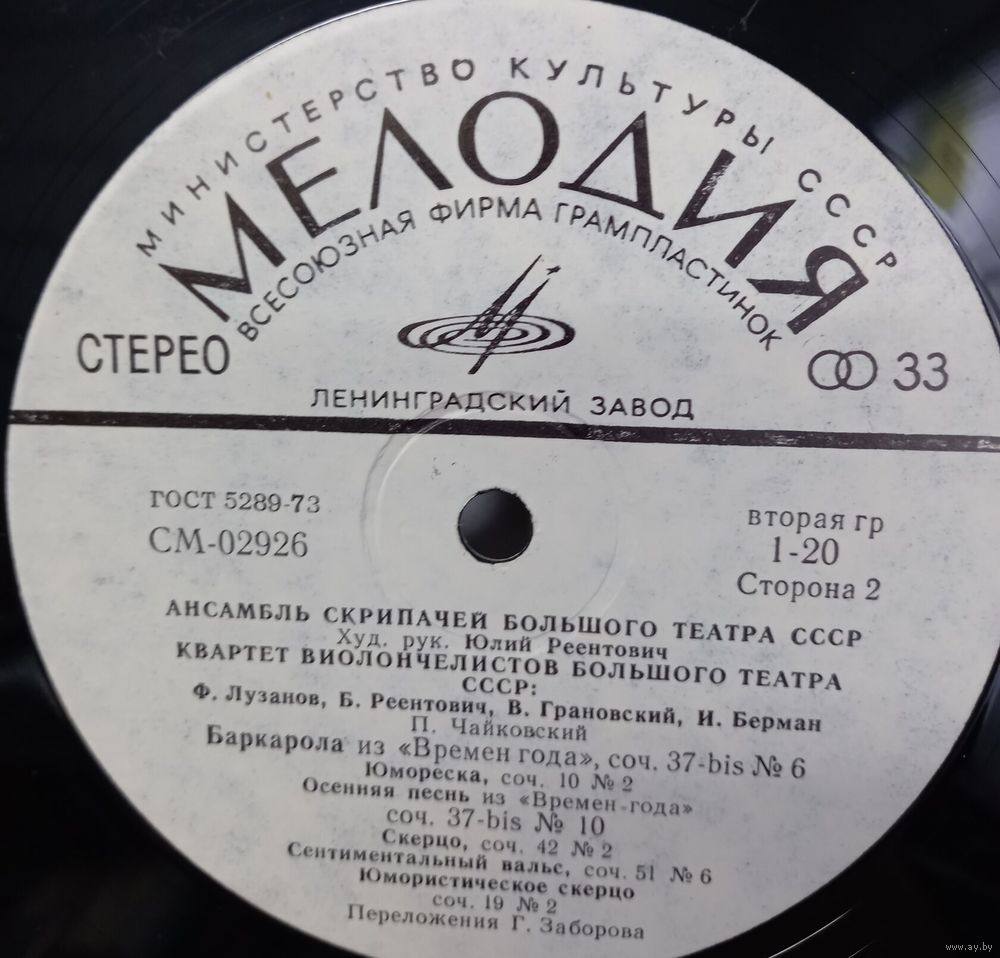 МИНИСТЕРСТВО КУЛЬТУРЫ СССР
МЕЛОДИЯ
ВСЕСОЮЗНАЯ ФИРМА ГРАМПЛАСТИНОК
СТЕРЕО
33
ЛЕНИНГРАДСКИЙ ЗАВОД
ГОСТ 5289-73
СМ-02926
вторая гр
1-20
Сторона 2
АНСАМБЛЬ СКРИПАЧЕЙ БОЛЬШОГО ТЕАТРА СССР
Худ. рук. Юлий Реентович
КВАРТЕТ ВИОЛОНЧЕЛИСТОВ БОЛЬШОГО ТЕАТРА
СССР:
Ф. Лузанов, Б. Реентович, В. Грановский, И. Берман
П. Чайковский
Баркарола из «Времен года», соч. 37-bis № 6
Юмореска, соч. 10 № 2
Осенняя песнь из «Времен года»
соч. 37-bis № 10
Скерцо, соч. 42 № 2
Сентиментальный вальс, соч. 51 № 6
Юмористическое скерцо
соч. 19 № 2
Переложения Г. Заборова
www.ay.by